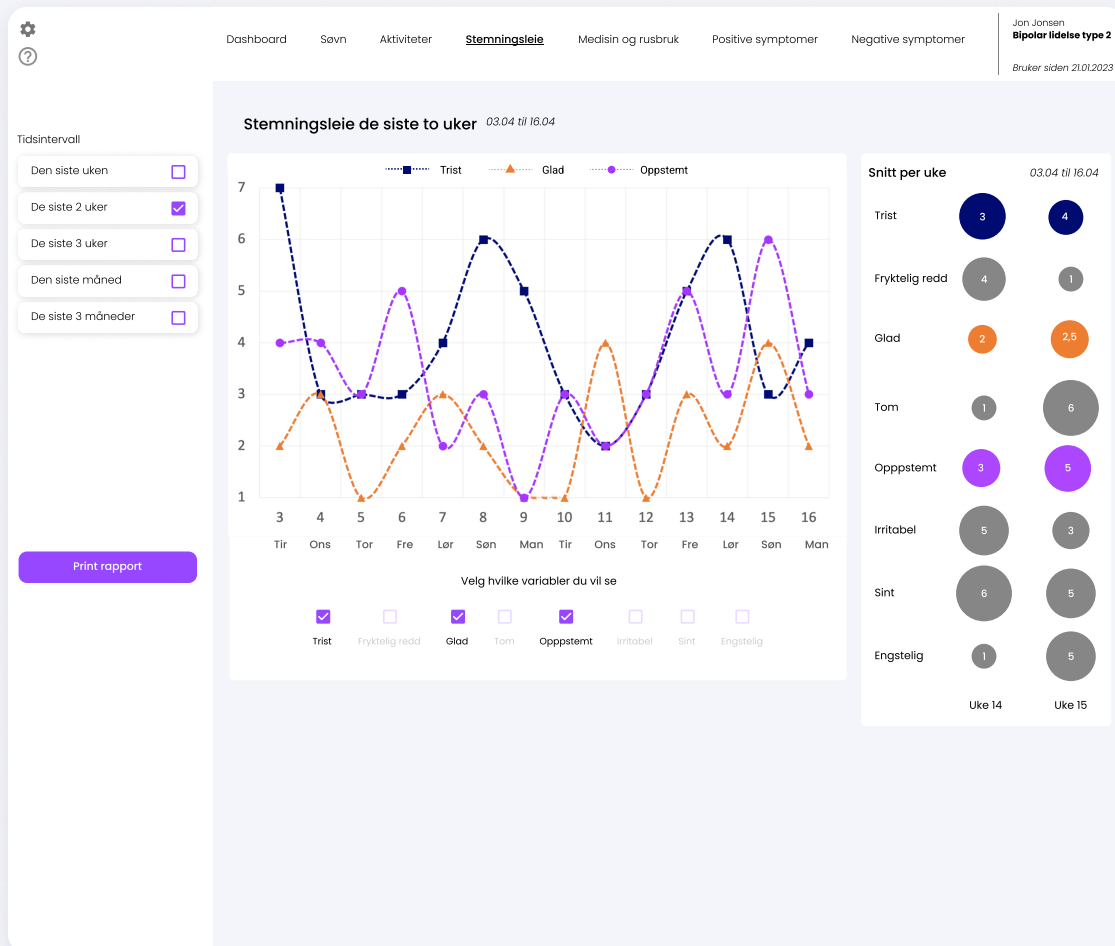 Dashboard Søvn Aktiviteter Stemningsleie Medisin og rusbruk Positive symptomer Negative symptomer
Jon Jonsen
Bipolar lidelse type 2
Bruker siden 21.01.2023
Tidsintervall
Den siste uken
De siste 2 uker
De siste 3 uker
Den siste måned
De siste 3 måneder
Print rapport
Stemningsleie de siste to uker 03.04 til 16.04
Trist Glad Oppstemt
7
6
5
4
3
2
1
3 4 5 6 7 8 9 10 11 12 13 14 15 16
Tir Ons Tor Fre Lør Søn Man Tir Ons Tor Fre Lør Søn Man
Velg hvilke variabler du vil se
Trist Fryktelig redd Glad Tom Opppstemt Irritabel Sint Engstelig
Snitt per uke 03.04 til 16.04
Trist 3 4
Fryktelig redd 4 1
Glad 2 2,5
Tom 1 6
Opppstemt 3 5
Irritabel 5 3
Sint 6 5
Engstelig 1 5
Uke 14 Uke 15